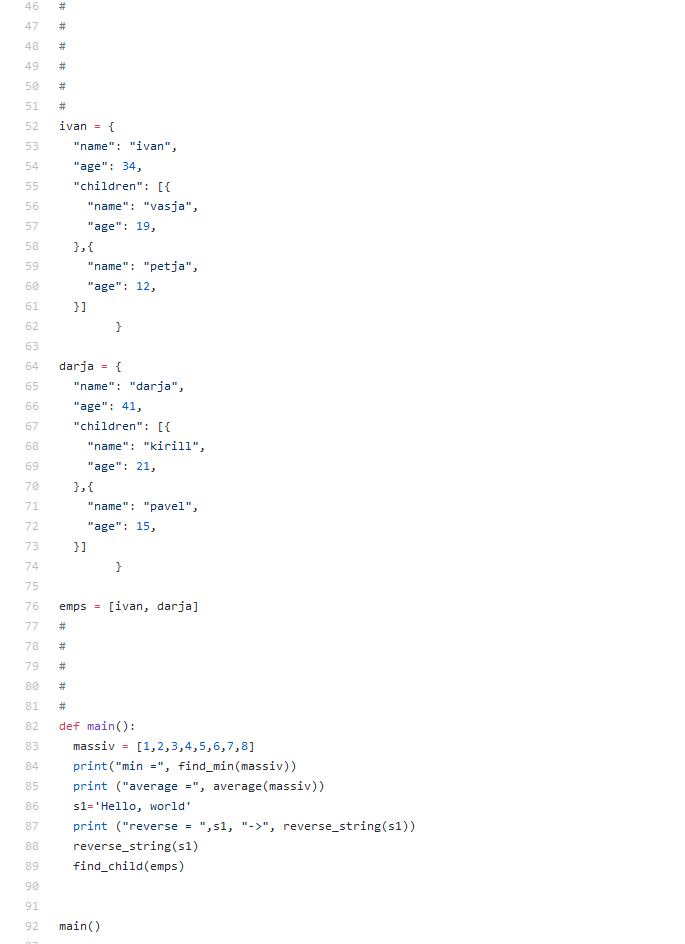 46 #
47 #
48 #
49 #
50 #
51 #
52 ivan = {
53   "name": "ivan",
54   "age": 34,
55   "children": [{
56     "name": "vasja",
57     "age": 19,
58   },{
59     "name": "petja",
60     "age": 12,
61   }]
62         }
63
64 darja = {
65   "name": "darja",
66   "age": 41,
67   "children": [{
68     "name": "kirill",
69     "age": 21,
70   },{
71     "name": "pavel",
72     "age": 15,
73   }]
74         }
75
76 emps = [ivan, darja]
77 #
78 #
79 #
80 #
81 #
82 def main():
83   massiv = [1,2,3,4,5,6,7,8]
84   print("min =", find_min(massiv))
85   print ("average =", average(massiv))
86   s1='Hello, world'
87   print ("reverse = ",s1, "->", reverse_string(s1))
88   reverse_string(s1)
89   find_child(emps)
90
91
92 main()